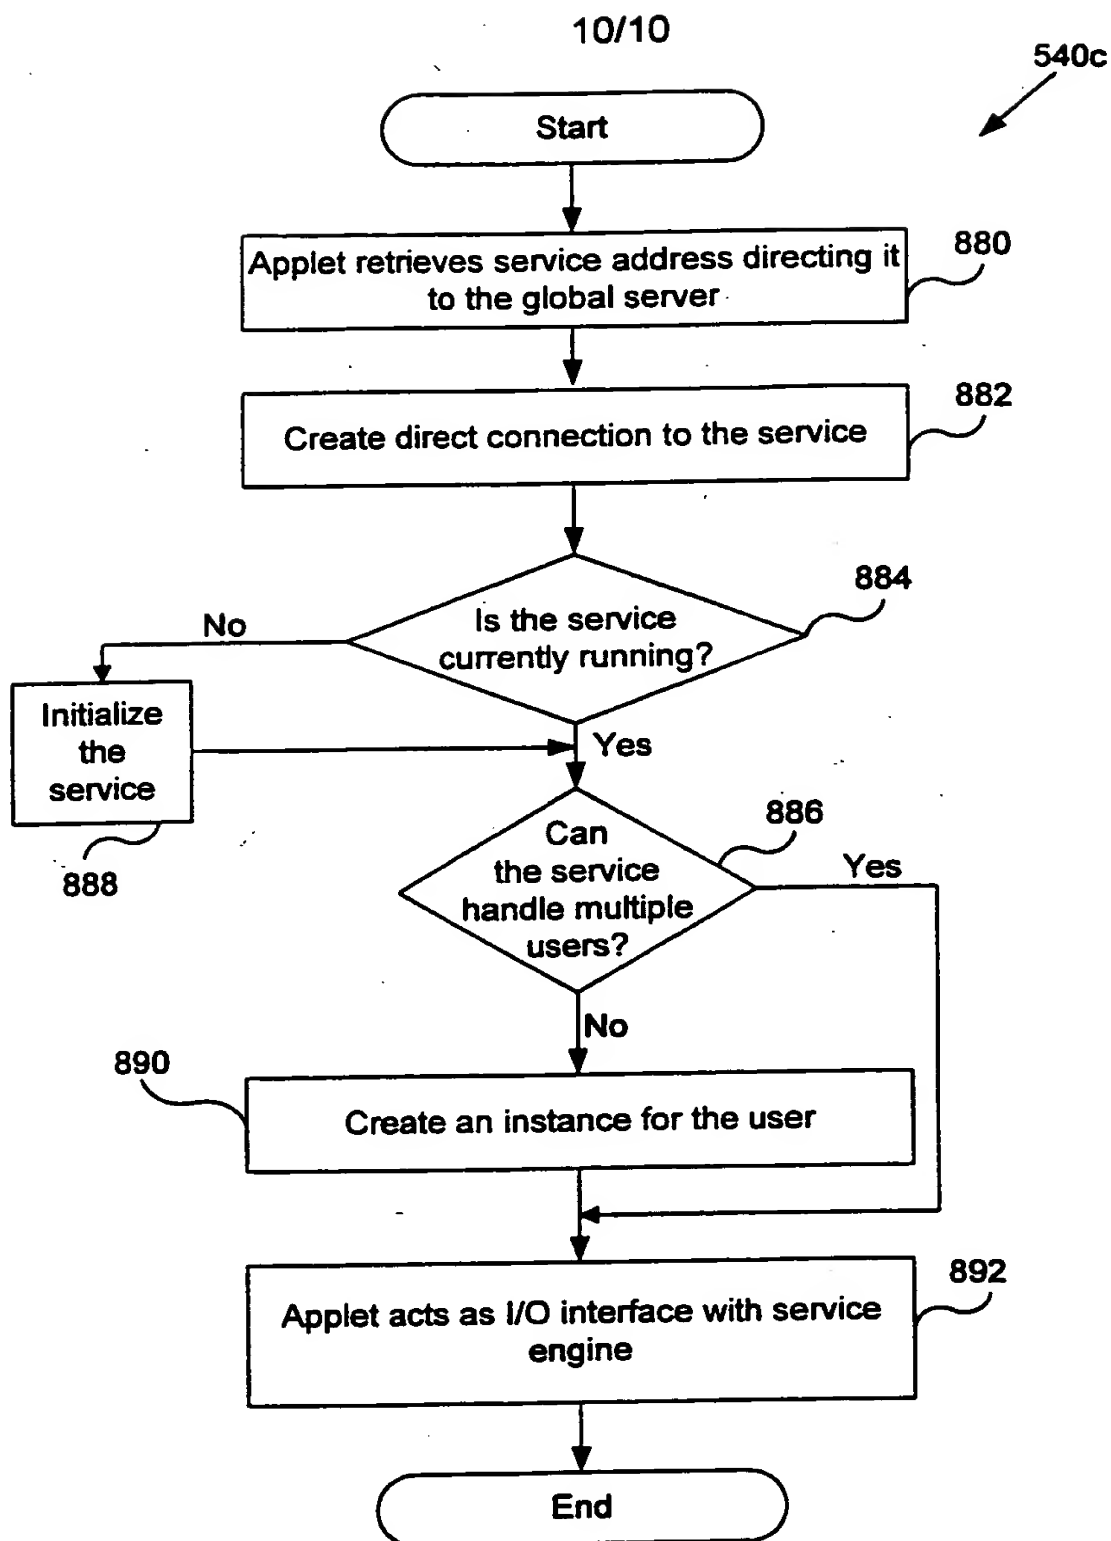 10/10
540c
Start
Applet retrieves service address directing it
to the global server
880
Create direct connection to the service
882
Is the service
currently running?
884
No
Initialize
the
service
888
Yes
Can
the service
handle multiple
users?
886
Yes
No
890
Create an instance for the user
Applet acts as I/O interface with service
engine
892
End